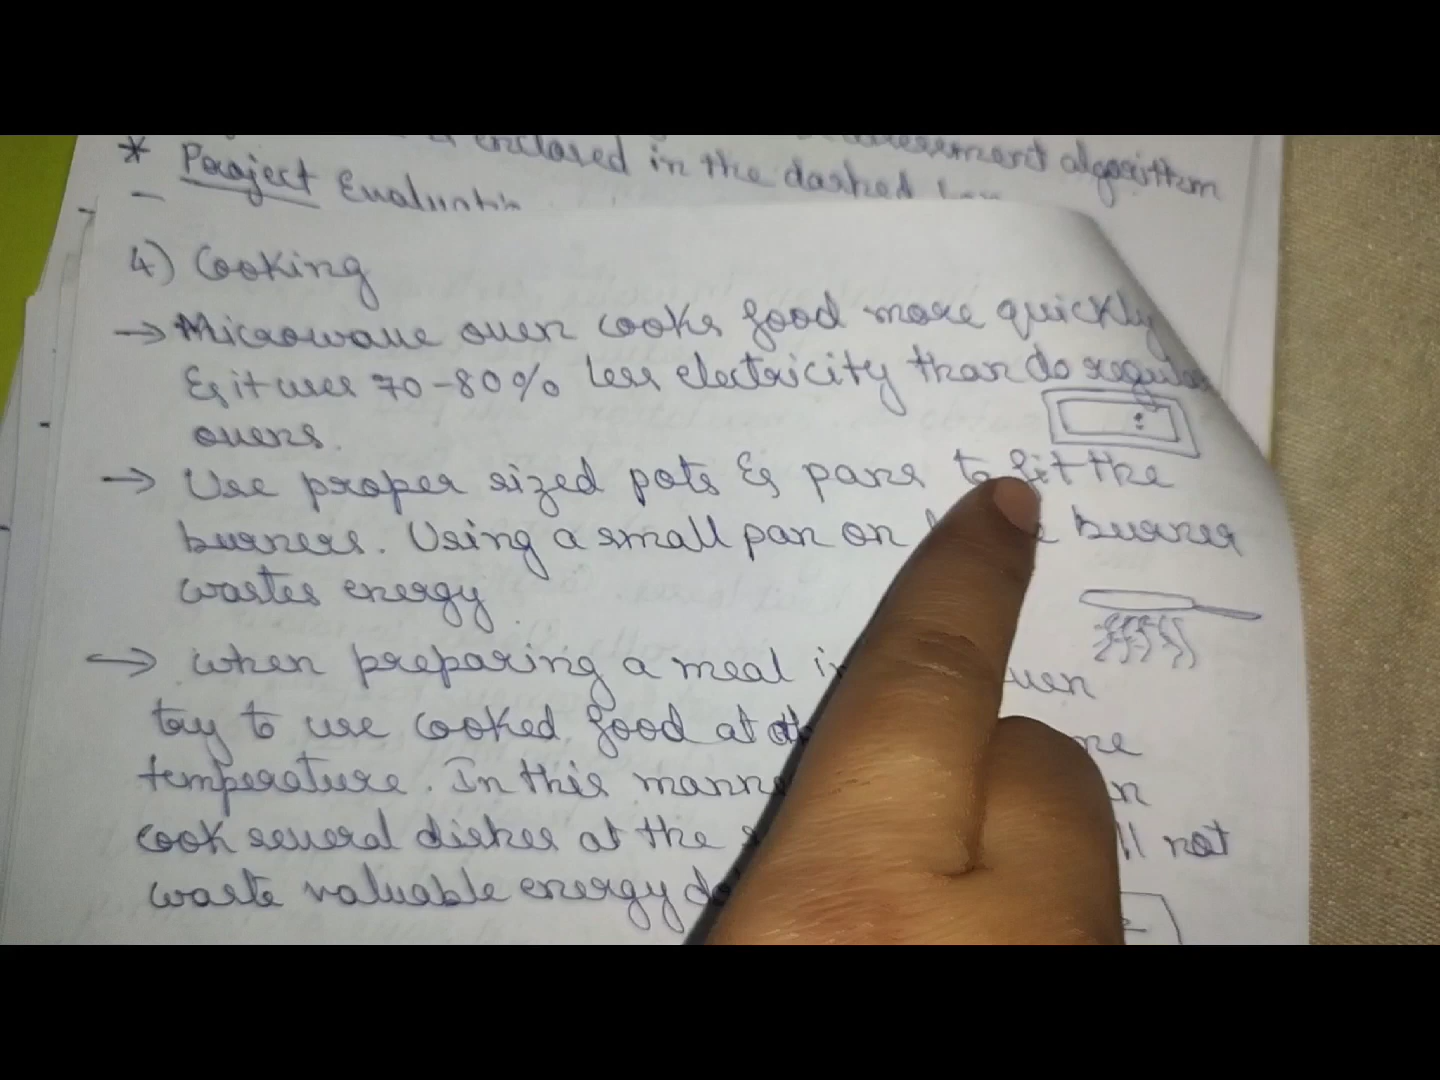 is enclosed in the dashed
algorithm
* Project Evaluation
4) Cooking
→ Microwave oven cooks food more quickly
& it uses 70-80% less electricity than do regular
ovens.
→ Use proper sized pots & pans to fit the
burners. Using a small pan on burner
wastes energy.
→ when preparing a meal in oven
try to use cooked food at
temperature. In this
cook several dishes at the not
waste valuable energy